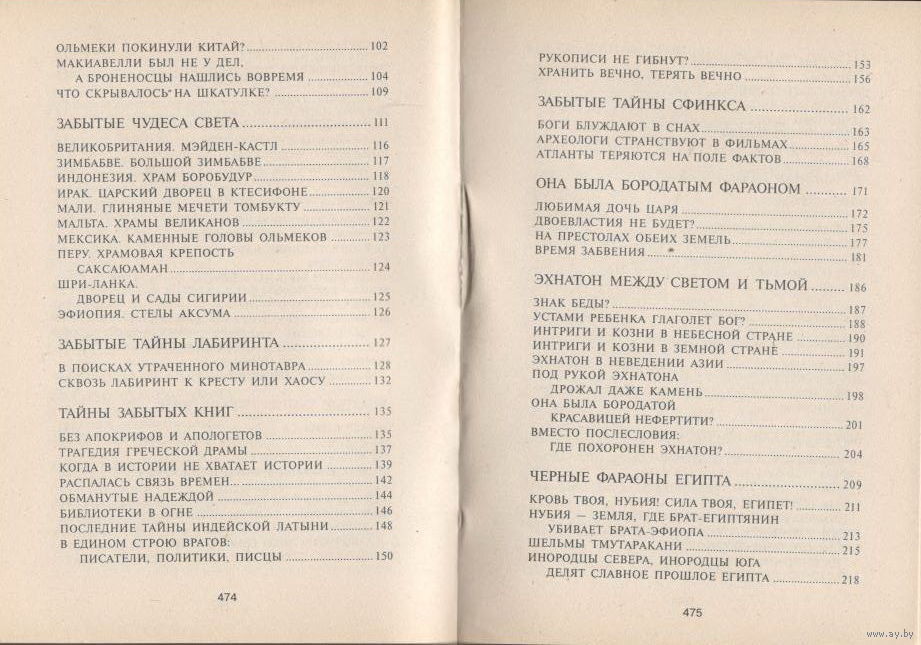 ОЛЬМЕКИ ПОКИНУЛИ КИТАЙ? 102
МАКИАВЕЛЛИ БЫЛ НЕ У ДЕЛ,
А БРОНЕНОСЦЫ НАШЛИСЬ ВОВРЕМЯ 104
ЧТО СКРЫВАЛОСЬ НА ШКАТУЛКЕ? 109
ЗАБЫТЫЕ ЧУДЕСА СВЕТА 111
ВЕЛИКОБРИТАНИЯ. МЭЙДЕН-КАСТЛ 116
ЗИМБАБВЕ. БОЛЬШОЙ ЗИМБАБВЕ 117
ИНДОНЕЗИЯ. ХРАМ БОРОБУДУР 118
ИРАК. ЦАРСКИЙ ДВОРЕЦ В КТЕСИФОНЕ 120
МАЛИ. ГЛИНЯНЫЕ МЕЧЕТИ ТОМБУКТУ 121
МАЛЬТА. ХРАМЫ ВЕЛИКАНОВ 122
МЕКСИКА. КАМЕННЫЕ ГОЛОВЫ ОЛЬМЕКОВ 123
ПЕРУ. ХРАМОВАЯ КРЕПОСТЬ
САКСАЮАМАН 124
ШРИ-ЛАНКА.
ДВОРЕЦ И САДЫ СИГИРИИ 125
ЭФИОПИЯ. СТЕЛЫ АКСУМА 126
ЗАБЫТЫЕ ТАЙНЫ ЛАБИРИНТА 127
В ПОИСКАХ УТРАЧЕННОГО МИНОТАВРА 128
СКВОЗЬ ЛАБИРИНТ К КРЕСТУ ИЛИ ХАОСУ 132
ТАЙНЫ ЗАБЫТЫХ КНИГ 135
БЕЗ АПОКРИФОВ И АПОЛОГЕТОВ 135
ТРАГЕДИЯ ГРЕЧЕСКОЙ ДРАМЫ 137
КОГДА В ИСТОРИИ НЕ ХВАТАЕТ ИСТОРИИ 139
РАСПАЛАСЬ СВЯЗЬ ВРЕМЕН... 142
ОБМАНУТЫЕ НАДЕЖДОЙ 144
БИБЛИОТЕКИ В ОГНЕ 146
ПОСЛЕДНИЕ ТАЙНЫ ИНДЕЙСКОЙ ЛАТЫНИ 148
В ЕДИНОМ СТРОЮ ВРАГОВ:
ПИСАТЕЛИ, ПОЛИТИКИ, ПИСЦЫ 150
474
РУКОПИСИ НЕ ГИБНУТ? 153
ХРАНИТЬ ВЕЧНО, ТЕРЯТЬ ВЕЧНО 156
ЗАБЫТЫЕ ТАЙНЫ СФИНКСА 162
БОГИ БЛУЖДАЮТ В СНАХ 163
АРХЕОЛОГИ СТРАНСТВУЮТ В ФИЛЬМАХ 165
АТЛАНТЫ ТЕРЯЮТСЯ НА ПОЛЕ ФАКТОВ 168
ОНА БЫЛА БОРОДАТЫМ ФАРАОНОМ 171
ЛЮБИМАЯ ДОЧЬ ЦАРЯ 172
ДВОЕВЛАСТИЯ НЕ БУДЕТ? 175
НА ПРЕСТОЛАХ ОБЕИХ ЗЕМЕЛЬ 177
ВРЕМЯ ЗАБВЕНИЯ 181
ЭХНАТОН МЕЖДУ СВЕТОМ И ТЬМОЙ 186
ЗНАК БЕДЫ? 187
УСТАМИ РЕБЕНКА ГЛАГОЛЕТ БОГ? 188
ИНТРИГИ И КОЗНИ В НЕБЕСНОЙ СТРАНЕ 190
ИНТРИГИ И КОЗНИ В ЗЕМНОЙ СТРАНЕ 191
ЭХНАТОН В НЕВЕДЕНИИ АЗИИ 197
ПОД РУКОЙ ЭХНАТОНА
ДРОЖАЛ ДАЖЕ КАМЕНЬ 198
ОНА БЫЛА БОРОДАТОЙ
КРАСАВИЦЕЙ НЕФЕРТИТИ? 201
ВМЕСТО ПОСЛЕСЛОВИЯ:
ГДЕ ПОХОРОНЕН ЭХНАТОН? 204
ЧЕРНЫЕ ФАРАОНЫ ЕГИПТА 209
КРОВЬ ТВОЯ, НУБИЯ! СИЛА ТВОЯ, ЕГИПЕТ! 211
НУБИЯ — ЗЕМЛЯ, ГДЕ БРАТ-ЕГИПТЯНИН
УБИВАЕТ БРАТА-ЭФИОПА 213
ШЕЛЬМЫ ТМУТАРАКАНИ 215
ИНОРОДЦЫ СЕВЕРА, ИНОРОДЦЫ ЮГА
ДЕЛЯТ СЛАВНОЕ ПРОШЛОЕ ЕГИПТА 218
475
www.ay.by